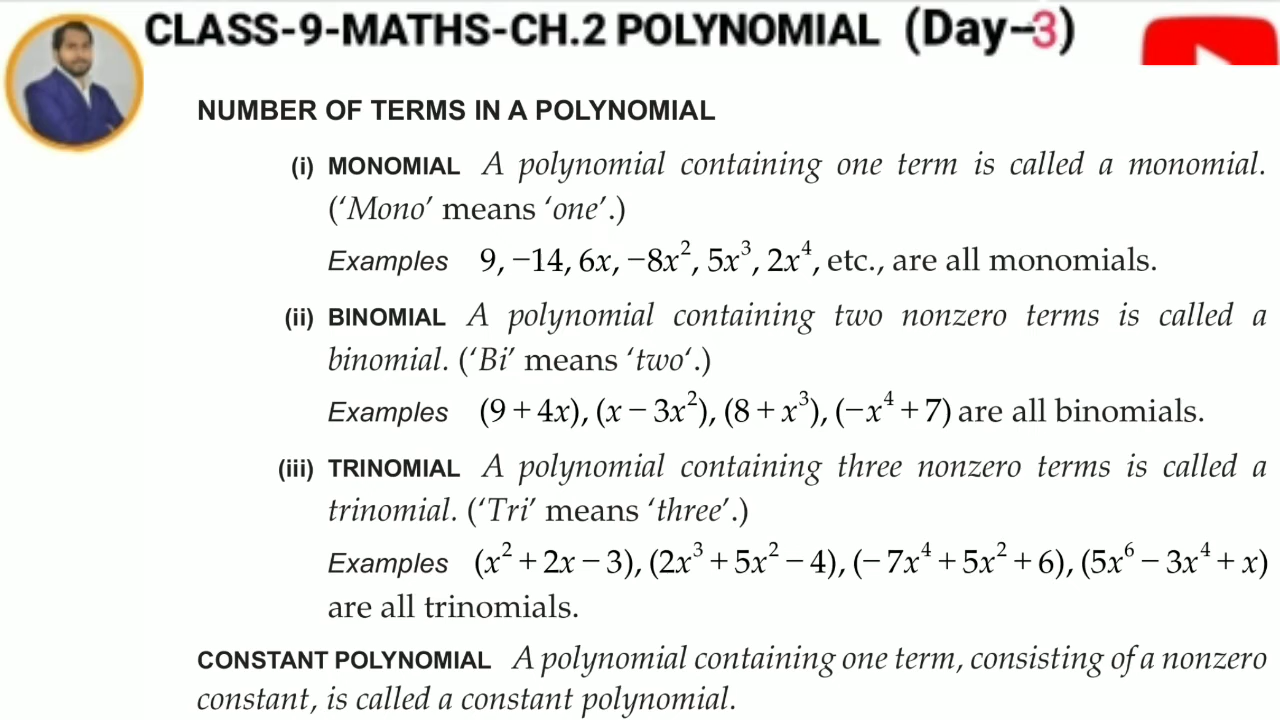 CLASS-9-MATHS-CH.2 POLYNOMIAL (Day-3)
NUMBER OF TERMS IN A POLYNOMIAL
(i) MONOMIAL A polynomial containing one term is called a monomial.
(‘Mono’ means ‘one’.)
Examples 9, −14, 6x, −8x², 5x³, 2x⁴, etc., are all monomials.
(ii) BINOMIAL A polynomial containing two nonzero terms is called a
binomial. (‘Bi’ means ‘two‘.)
Examples (9 + 4x), (x − 3x²), (8 + x³), (−x⁴ + 7) are all binomials.
(iii) TRINOMIAL A polynomial containing three nonzero terms is called a
trinomial. (‘Tri’ means ‘three’.)
Examples (x² + 2x − 3), (2x³ + 5x² − 4), (− 7x⁴ + 5x² + 6), (5x⁶ − 3x⁴ + x)
are all trinomials.
CONSTANT POLYNOMIAL A polynomial containing one term, consisting of a nonzero
constant, is called a constant polynomial.